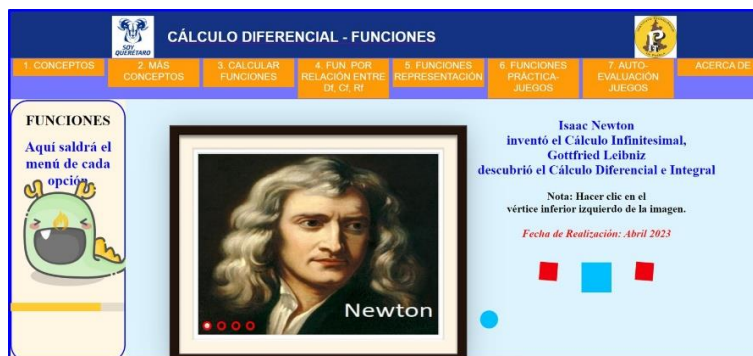 SOY
QUERÉTARO
CÁLCULO DIFERENCIAL - FUNCIONES
1. CONCEPTOS
2. MÁS
CONCEPTOS
3. CALCULAR
FUNCIONES
4. FUN. POR
RELACIÓN ENTRE
Df, Cf, Rf
5. FUNCIONES
REPRESENTACIÓN
6. FUNCIONES
PRÁCTICA-
JUEGOS
7. AUTO-
EVALUACIÓN
JUEGOS
ACERCA DE
FUNCIONES
Aquí saldrá el
menú de cada
opción
Newton
Isaac Newton
inventó el Cálculo Infinitesimal,
Gottfried Leibniz
descubrió el Cálculo Diferencial e Integral
Nota: Hacer clic en el
vértice inferior izquierdo de la imagen.
Fecha de Realización: Abril 2023